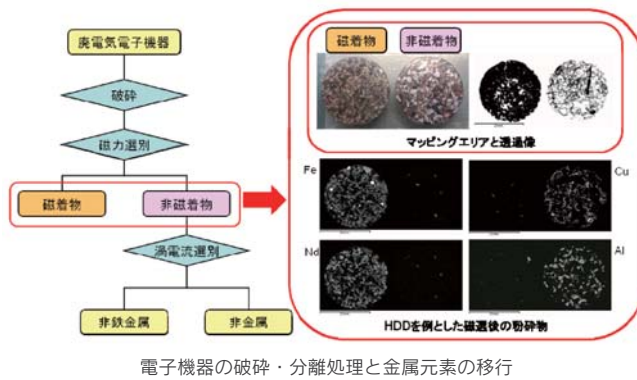 廃電気電子機器
破砕
磁力選別
磁着物
非磁着物
渦電流選別
非鉄金属
非金属
磁着物
非磁着物
マッピングエリアと透過像
Fe
Cu
Nd
Al
HDDを例とした磁選後の粉砕物
電子機器の破砕・分離処理と金属元素の移行